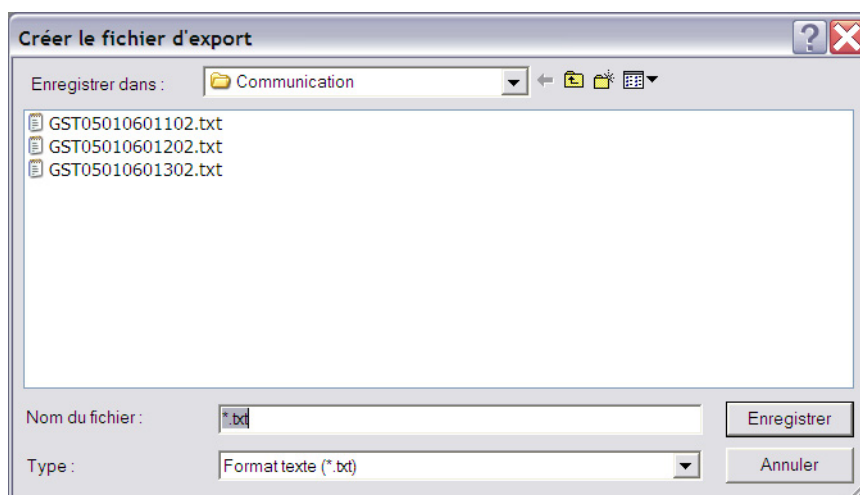 Créer le fichier d'export
Enregistrer dans :
Communication
GST05010601102.txt
GST05010601202.txt
GST05010601302.txt
Nom du fichier :
*.txt
Enregistrer
Type :
Format texte (*.txt)
Annuler